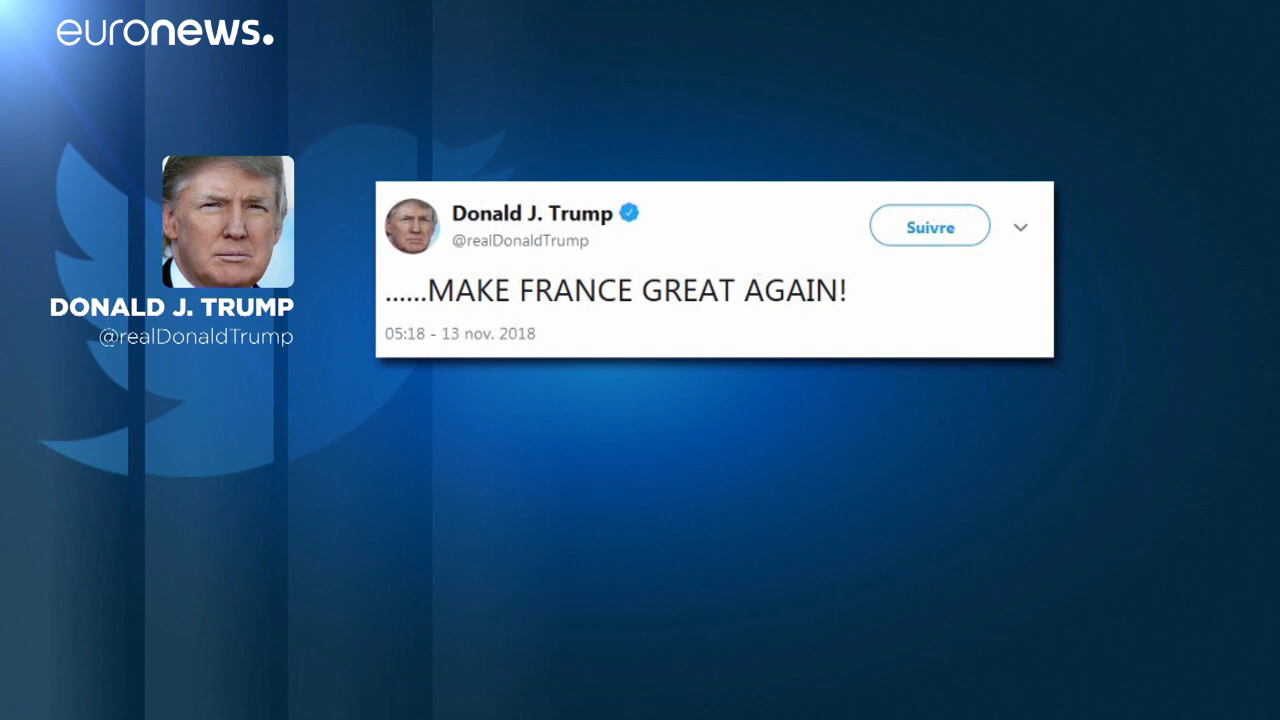 euronews.
DONALD J. TRUMP
@realDonaldTrump
Donald J. Trump
@realDonaldTrump
Suivre
......MAKE FRANCE GREAT AGAIN!
05:18 - 13 nov. 2018